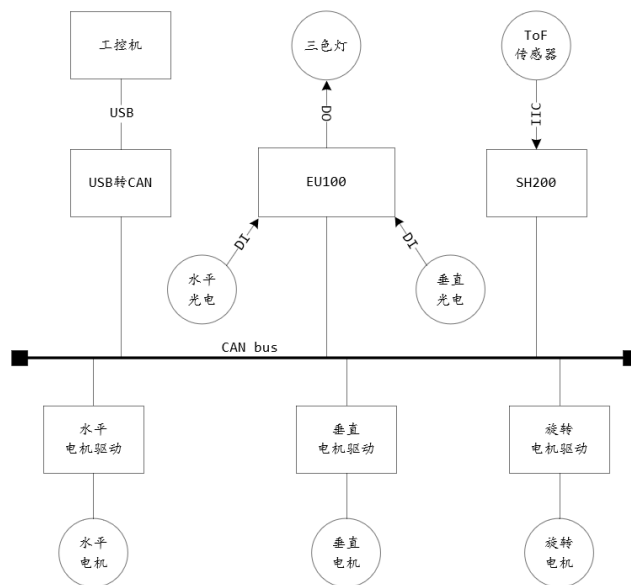 工控机
三色灯
ToF
传感器
USB
DO
IIC
USB转CAN
EU100
SH200
DI
DI
水平
光电
垂直
光电
CAN bus
水平
电机驱动
垂直
电机驱动
旋转
电机驱动
水平
电机
垂直
电机
旋转
电机